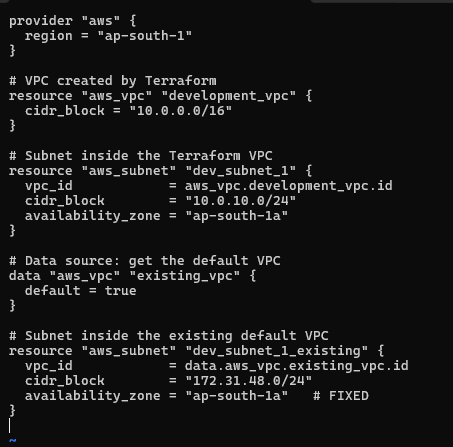 provider "aws" {
  region = "ap-south-1"
}

# VPC created by Terraform
resource "aws_vpc" "development_vpc" {
  cidr_block = "10.0.0.0/16"
}

# Subnet inside the Terraform VPC
resource "aws_subnet" "dev_subnet_1" {
  vpc_id            = aws_vpc.development_vpc.id
  cidr_block        = "10.0.10.0/24"
  availability_zone = "ap-south-1a"
}

# Data source: get the default VPC
data "aws_vpc" "existing_vpc" {
  default = true
}

# Subnet inside the existing default VPC
resource "aws_subnet" "dev_subnet_1_existing" {
  vpc_id            = data.aws_vpc.existing_vpc.id
  cidr_block        = "172.31.48.0/24"
  availability_zone = "ap-south-1a"   # FIXED
}

~